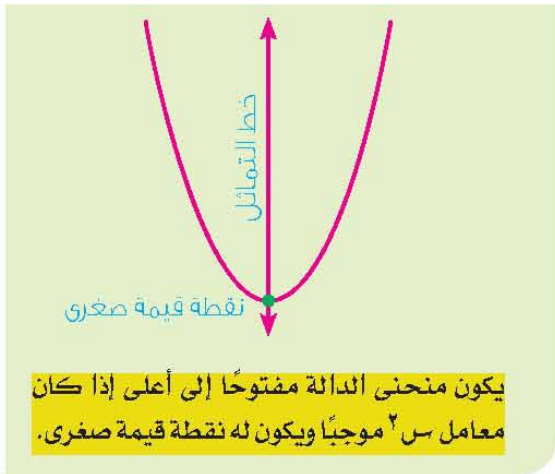 خط التماثل
نقطة قيمة صغرى
يكون منحنى الدالة مفتوحًا إلى أعلى إذا كان
معامل س٢ موجبًا ويكون له نقطة قيمة صغرى.